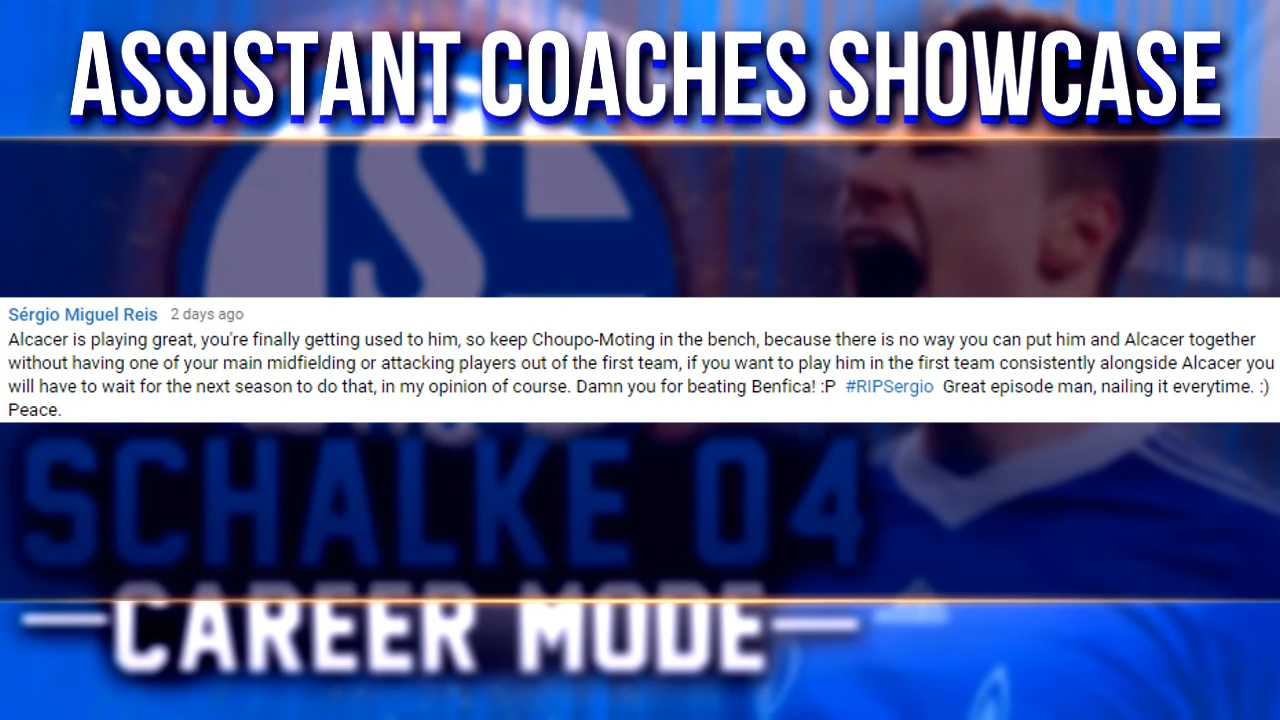 ASSISTANT COACHES SHOWCASE
Sérgio Miguel Reis 2 days ago
Alcacer is playing great, you're finally getting used to him, so keep Choupo-Moting in the bench, because there is no way you can put him and Alcacer together
without having one of your main midfielding or attacking players out of the first team, if you want to play him in the first team consistently alongside Alcacer you
will have to wait for the next season to do that, in my opinion of course. Damn you for beating Benfica! :P #RIPSergio Great episode man, nailing it everytime. :)
Peace.
SCHALKE 04
CAREER MODE